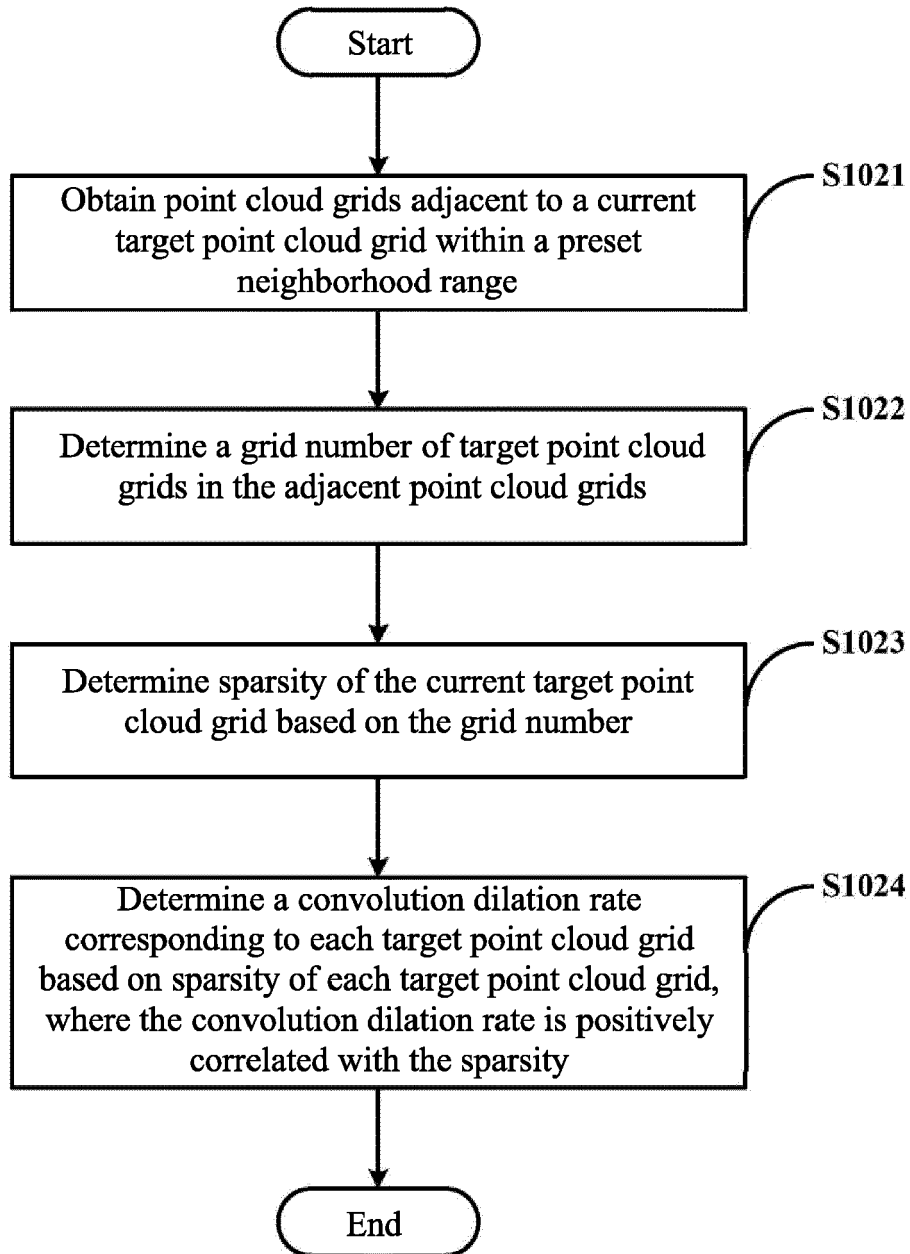 Start
S1021
Obtain point cloud grids adjacent to a current
target point cloud grid within a preset
neighborhood range
S1022
Determine a grid number of target point cloud
grids in the adjacent point cloud grids
S1023
Determine sparsity of the current target point
cloud grid based on the grid number
S1024
Determine a convolution dilation rate
corresponding to each target point cloud grid
based on sparsity of each target point cloud grid,
where the convolution dilation rate is positively
correlated with the sparsity
End